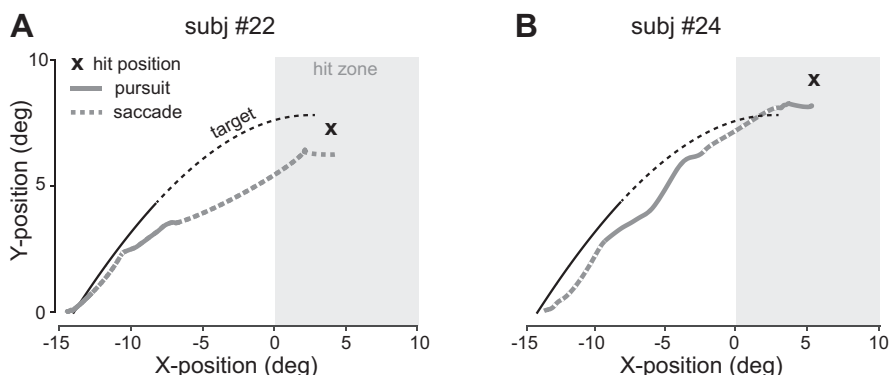 A
subj #22
B
subj #24
10
5
0
Y-position (deg)
x hit position
pursuit
saccade
target
hit zone
-15
-10
-5
0
5
10
X-position (deg)
target
-15
-10
-5
0
5
10
X-position (deg)